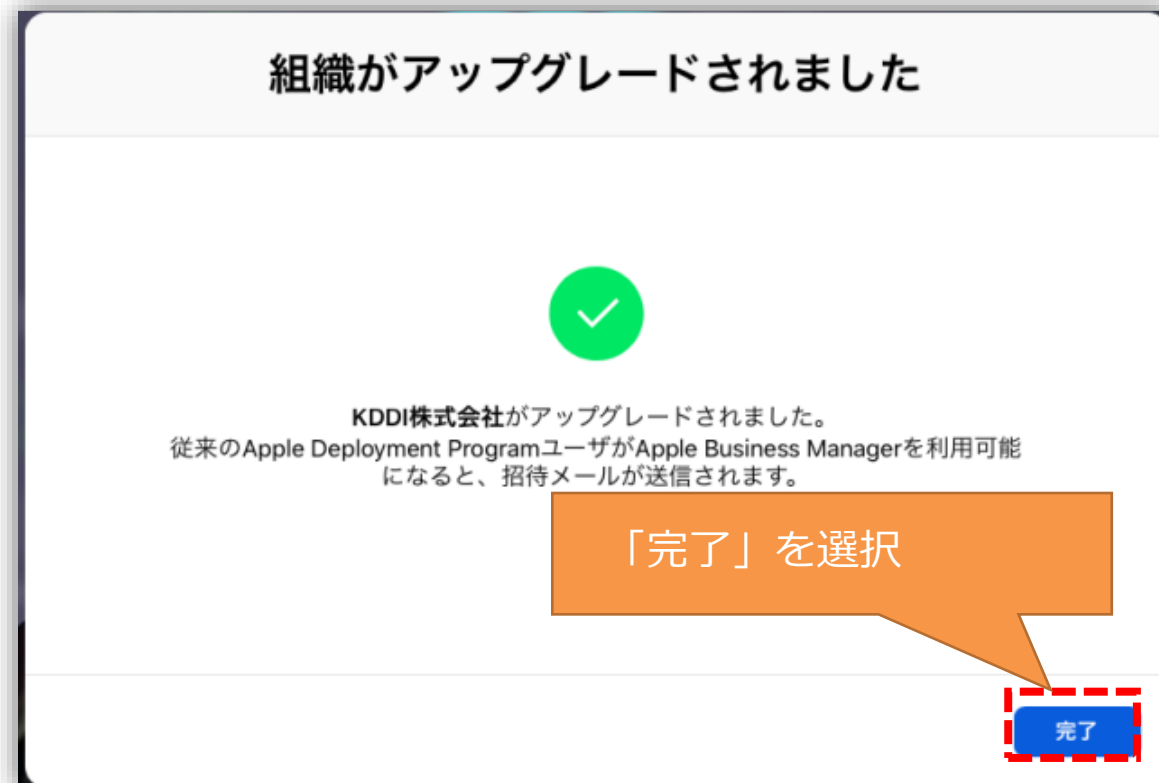 組織がアップグレードされました
KDDI株式会社がアップグレードされました。
従来のApple Deployment ProgramユーザがApple Business Managerを利用可能
になると、招待メールが送信されます。
「完了」を選択
完了